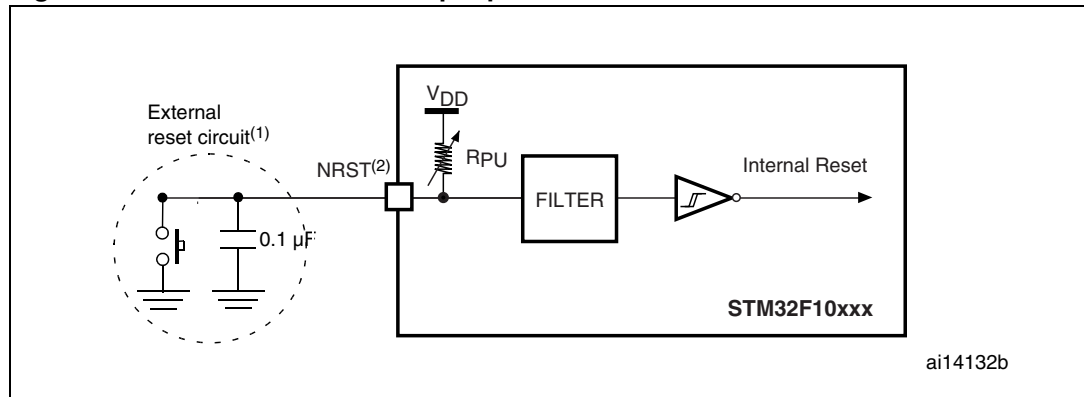 External
reset circuit(1)
VDD
RPU
NRST(2)
FILTER
Internal Reset
0.1 µF
STM32F10xxx
ai14132b